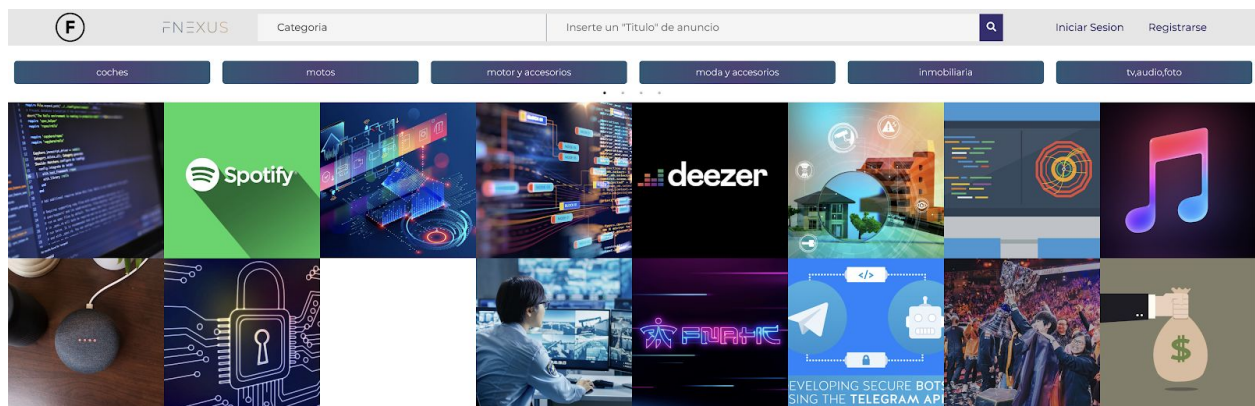 F
FNEXUS
Categoria
Inserte un "Titulo" de anuncio
Iniciar Sesion
Registrarse
coches
motos
motor y accesorios
moda y accesorios
inmobiliaria
tv,audio,foto
Spotify
deezer
FNATIC
</>
EVELOPING SECURE BOT
SING THE TELEGRAM API
$